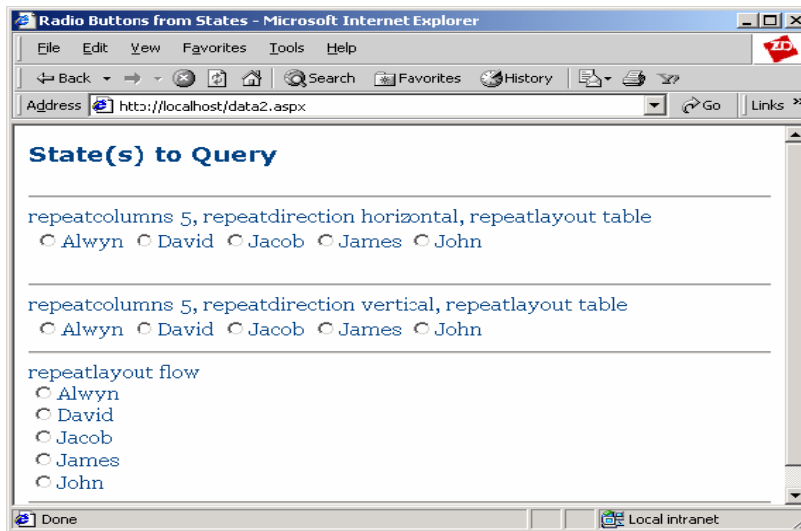 Radio Buttons from States - Microsoft Internet Explorer
File Edit View Favorites Tools Help
Back Search Favorites History
Address http://localhost/data2.aspx Go Links »
State(s) to Query
repeatcolumns 5, repeatdirection horizontal, repeatlayout table
Alwyn David Jacob James John
repeatcolumns 5, repeatdirection vertical, repeatlayout table
Alwyn David Jacob James John
repeatlayout flow
Alwyn
David
Jacob
James
John
Done Local intranet